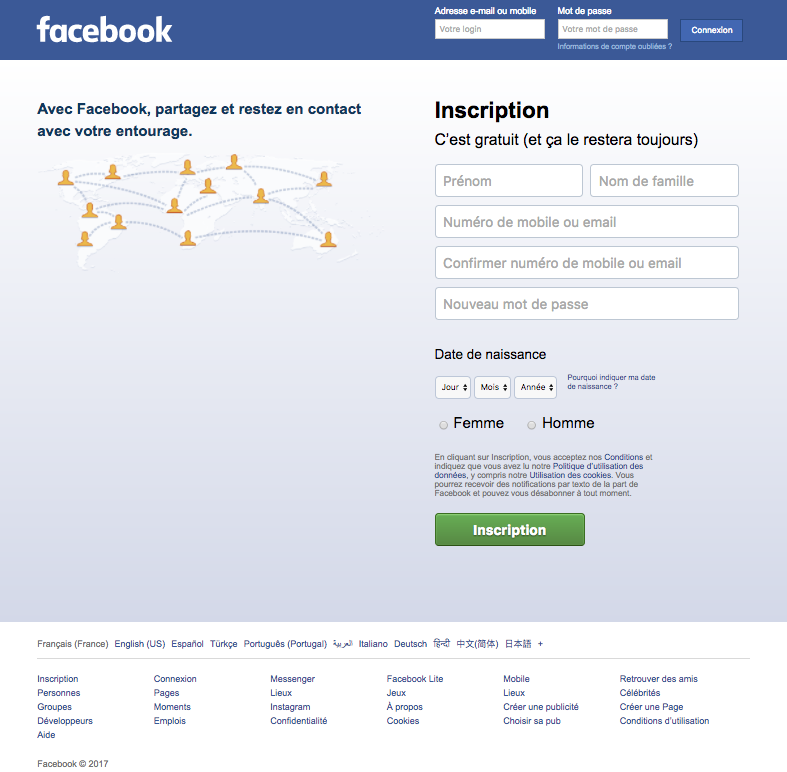 facebook
Adresse e-mail ou mobile
Mot de passe
Votre login
Votre mot de passe
Connexion
Informations de compte oubliées ?
Avec Facebook, partagez et restez en contact
avec votre entourage.
Inscription
C'est gratuit (et ça le restera toujours)
Prénom
Nom de famille
Numéro de mobile ou email
Confirmer numéro de mobile ou email
Nouveau mot de passe
Date de naissance
Jour
Mois
Année
Pourquoi indiquer ma date
de naissance ?
Femme
Homme
En cliquant sur Inscription, vous acceptez nos Conditions et
indiquez que vous avez lu notre Politique d'utilisation des
données, y compris notre Utilisation des cookies. Vous
pourrez recevoir des notifications par texto de la part de
Facebook et pouvez vous désabonner à tout moment.
Inscription
Français (France) English (US) Español Türkçe Português (Portugal) العربية Italiano Deutsch हिन्दी 中文(简体) 日本語 +
Inscription Connexion Messenger Facebook Lite Mobile Retrouver des amis
Personnes Pages Lieux Jeux Lieux Célébrités
Groupes Moments Instagram À propos Créer une publicité Créer une Page
Développeurs Emplois Confidentialité Cookies Choisir sa pub Conditions d'utilisation
Aide
Facebook © 2017